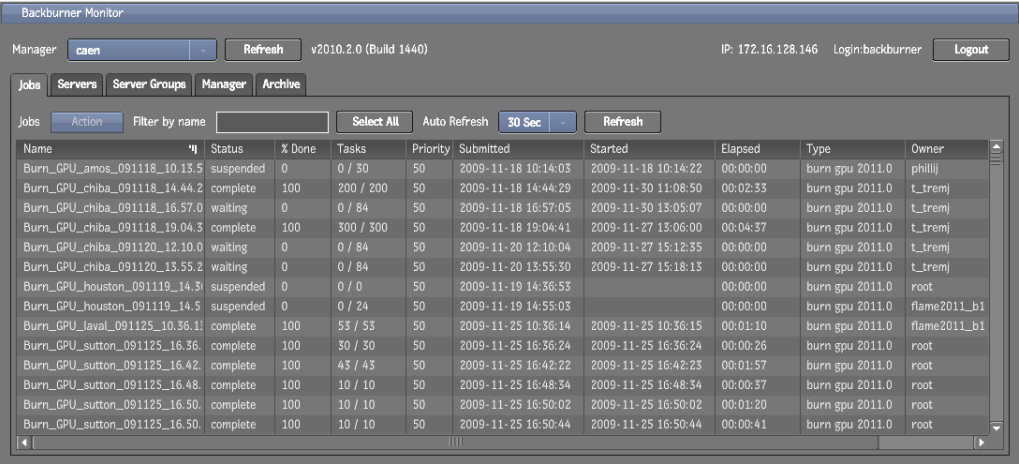 Backburner Monitor
Manager caen Refresh v2010.2.0 (Build 1440) IP: 172.16.128.146 Login:backburner Logout
Jobs Servers Server Groups Manager Archive
Jobs Action Filter by name Select All Auto Refresh 30 Sec Refresh
Name Status % Done Tasks Priority Submitted Started Elapsed Type Owner
Burn_GPU_amos_091118_10.13.5 suspended 0 0 / 30 50 2009-11-18 10:14:03 2009-11-18 10:14:22 00:00:00 burn gpu 2011.0 phillij
Burn_GPU_chiba_091118_14.44.2 complete 100 200 / 200 50 2009-11-18 14:44:29 2009-11-30 11:08:50 00:02:33 burn gpu 2011.0 t_tremj
Burn_GPU_chiba_091118_16.57.0 waiting 0 0 / 84 50 2009-11-18 16:57:05 2009-11-30 13:05:07 00:00:00 burn gpu 2011.0 t_tremj
Burn_GPU_chiba_091118_19.04.3 complete 100 300 / 300 50 2009-11-18 19:04:41 2009-11-27 13:06:00 00:04:37 burn gpu 2011.0 t_tremj
Burn_GPU_chiba_091120_12.10.0 waiting 0 0 / 84 50 2009-11-20 12:10:04 2009-11-27 15:12:35 00:00:00 burn gpu 2011.0 t_tremj
Burn_GPU_chiba_091120_13.55.2 waiting 0 0 / 84 50 2009-11-20 13:55:30 2009-11-27 15:18:13 00:00:00 burn gpu 2011.0 t_tremj
Burn_GPU_houston_091119_14.3 suspended 0 0 / 0 50 2009-11-19 14:36:53 00:00:00 burn gpu 2011.0 root
Burn_GPU_houston_091119_14.5 suspended 0 0 / 24 50 2009-11-19 14:55:03 00:00:00 burn gpu 2011.0 flame2011_b1
Burn_GPU_laval_091125_10.36.1 complete 100 53 / 53 50 2009-11-25 10:36:14 2009-11-25 10:36:15 00:01:10 burn gpu 2011.0 flame2011_b1
Burn_GPU_sutton_091125_16.36. complete 100 30 / 30 50 2009-11-25 16:36:24 2009-11-25 16:36:24 00:00:26 burn gpu 2011.0 root
Burn_GPU_sutton_091125_16.42. complete 100 43 / 43 50 2009-11-25 16:42:22 2009-11-25 16:42:23 00:01:57 burn gpu 2011.0 root
Burn_GPU_sutton_091125_16.48. complete 100 10 / 10 50 2009-11-25 16:48:34 2009-11-25 16:48:34 00:00:37 burn gpu 2011.0 root
Burn_GPU_sutton_091125_16.50. complete 100 10 / 10 50 2009-11-25 16:50:02 2009-11-25 16:50:02 00:01:20 burn gpu 2011.0 root
Burn_GPU_sutton_091125_16.50. complete 100 10 / 10 50 2009-11-25 16:50:44 2009-11-25 16:50:44 00:00:41 burn gpu 2011.0 root